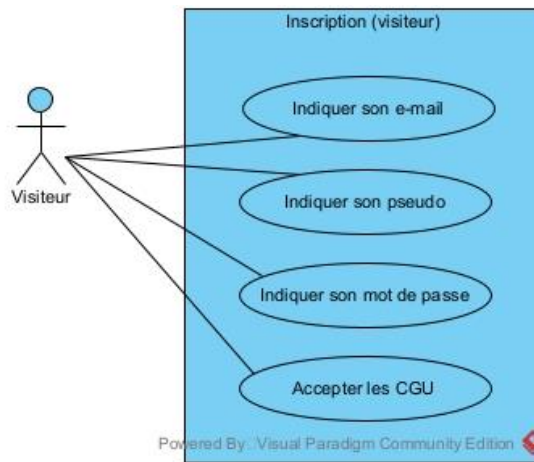 Inscription (visiteur)
Indiquer son e-mail
Visiteur
Indiquer son pseudo
Indiquer son mot de passe
Accepter les CGU
Powered By: Visual Paradigm Community Edition